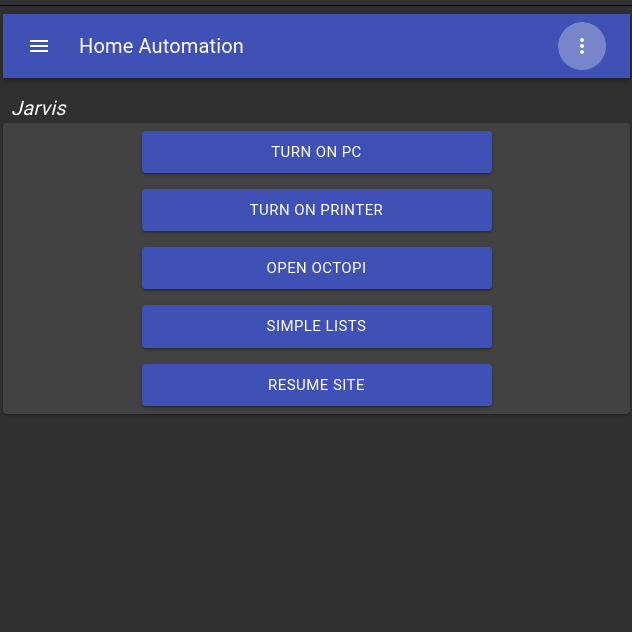 Home Automation
Jarvis
TURN ON PC
TURN ON PRINTER
OPEN OCTOPI
SIMPLE LISTS
RESUME SITE